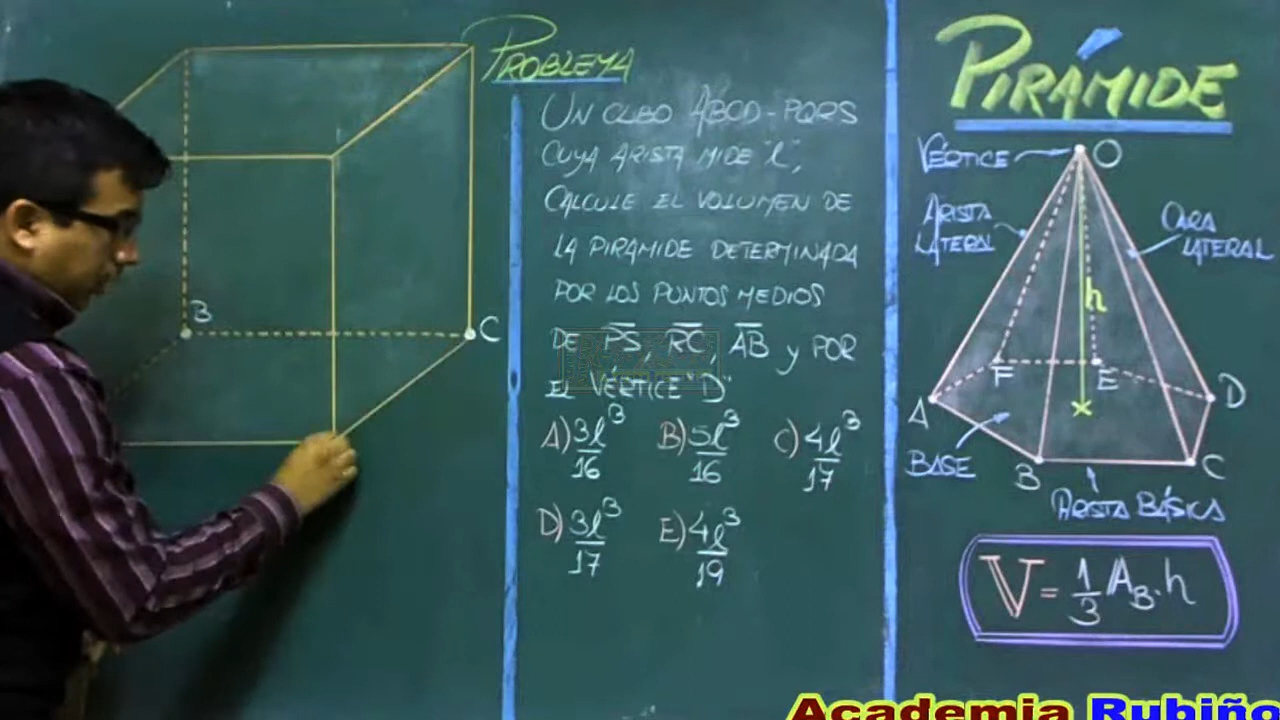 PROBLEMA
UN CUBO ABCD-PQRS
CUYA ARISTA MIDE "l",
CALCULE EL VOLUMEN DE
LA PIRAMIDE DETERMINADA
POR LOS PUNTOS MEDIOS
DE PS, RC, AB y POR
EL VÉRTICE "D"
A) 3l³/16 B) 5l³/16 C) 4l³/17
D) 3l³/17 E) 4l³/19
B
C
PIRÁMIDE
VÉRTICE O
ARISTA LATERAL
CARA LATERAL
h
F E
A D
BASE B C
ARISTA BÁSICA
V = 1/3 A_B . h
Academia Rubiño